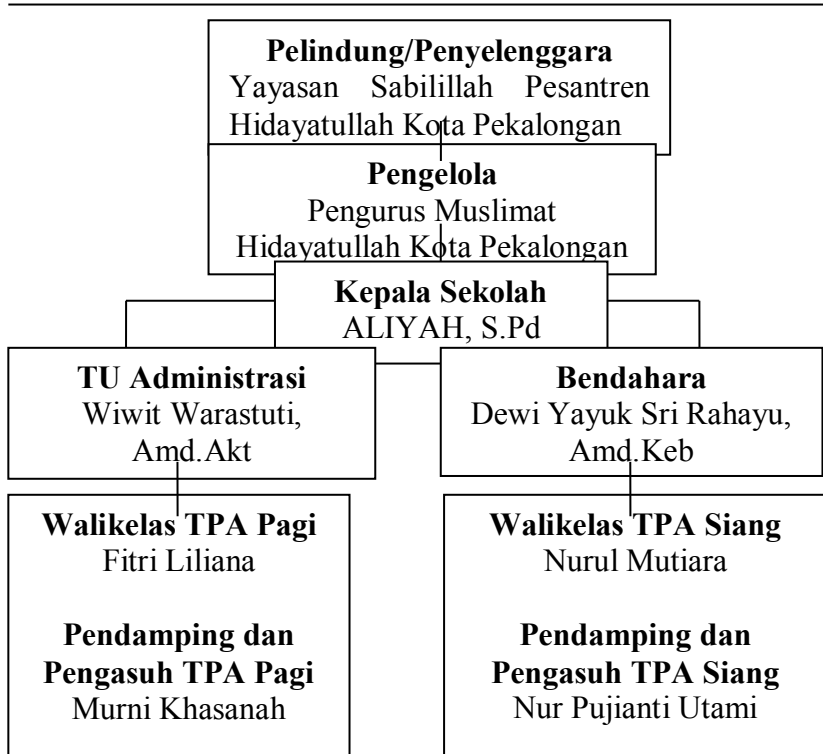 Pelindung/Penyelenggara
Yayasan Sabilillah Pesantren
Hidayatullah Kota Pekalongan
Pengelola
Pengurus Muslimat
Hidayatullah Kota Pekalongan
Kepala Sekolah
ALIYAH, S.Pd
TU Administrasi
Wiwit Warastuti,
Amd.Akt
Bendahara
Dewi Yayuk Sri Rahayu,
Amd.Keb
Walikelas TPA Pagi
Fitri Liliana
Pendamping dan
Pengasuh TPA Pagi
Murni Khasanah
Walikelas TPA Siang
Nurul Mutiara
Pendamping dan
Pengasuh TPA Siang
Nur Pujianti Utami